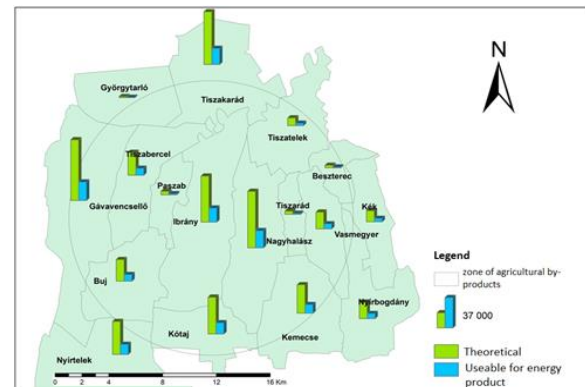 N
Györgytarló
Tiszakarád
Tiszatelek
Tiszabercel
Beszterec
Paszab
Gávavencsellő
Ibrány
Tiszarád
Kék
Nagyhalász
Vasmegyer
Buj
Nyírbogdány
Kótaj
Kemecse
Nyírtelek
0 2 4 8 12 16 Km
Legend
zone of agricultural by-
products
37 000
Theoretical
Useable for energy
product